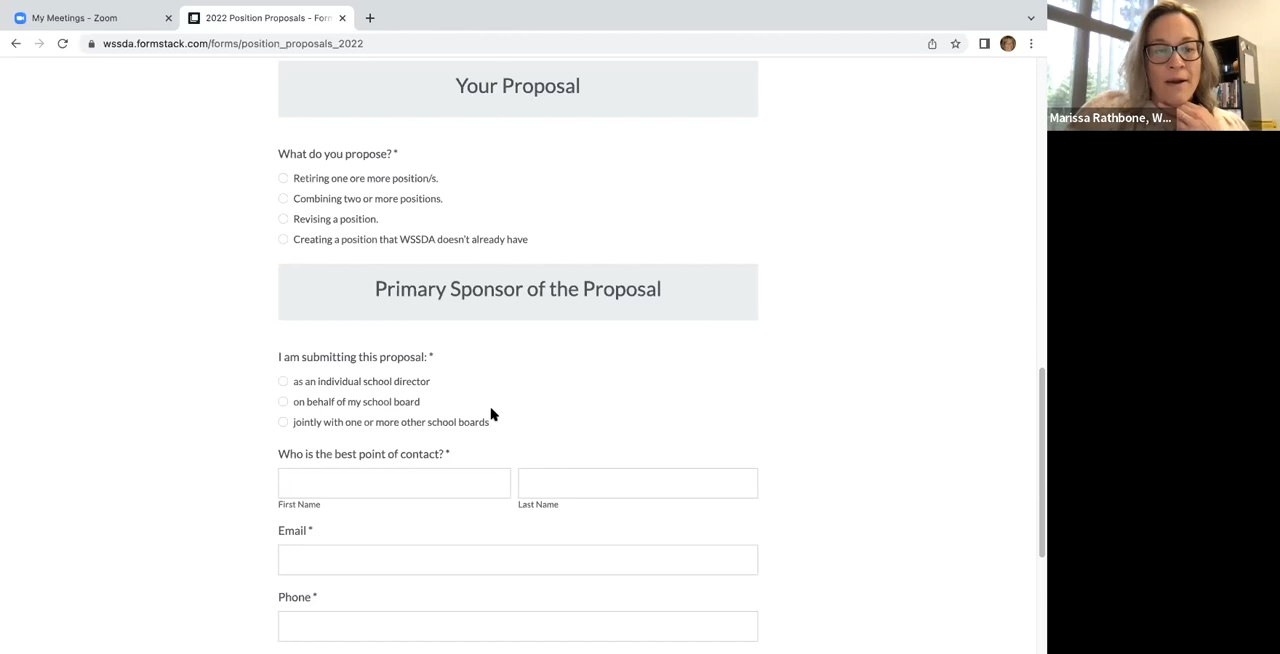 My Meetings - Zoom
2022 Position Proposals - Forn
wssda.formstack.com/forms/position_proposals_2022
Marissa Rathbone, W...
Your Proposal
What do you propose? *
Retiring one ore more position/s.
Combining two or more positions.
Revising a position.
Creating a position that WSSDA doesn't already have
Primary Sponsor of the Proposal
I am submitting this proposal: *
as an individual school director
on behalf of my school board
jointly with one or more other school boards
Who is the best point of contact? *
First Name
Last Name
Email *
Phone *